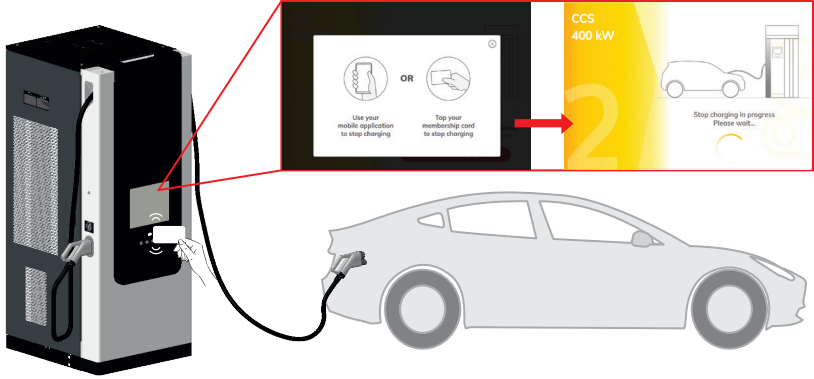 Use your
mobile application
to stop charging
OR
Tap your
membership card
to stop charging
CCS
400 kW
2
Stop charging in progress
Please wait...